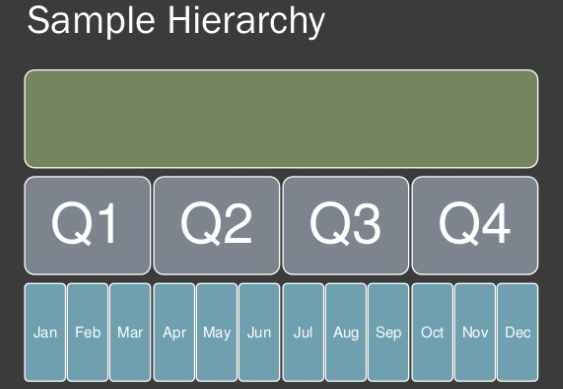 Sample Hierarchy
Q1 Q2 Q3 Q4
Jan Feb Mar Apr May Jun Jul Aug Sep Oct Nov Dec